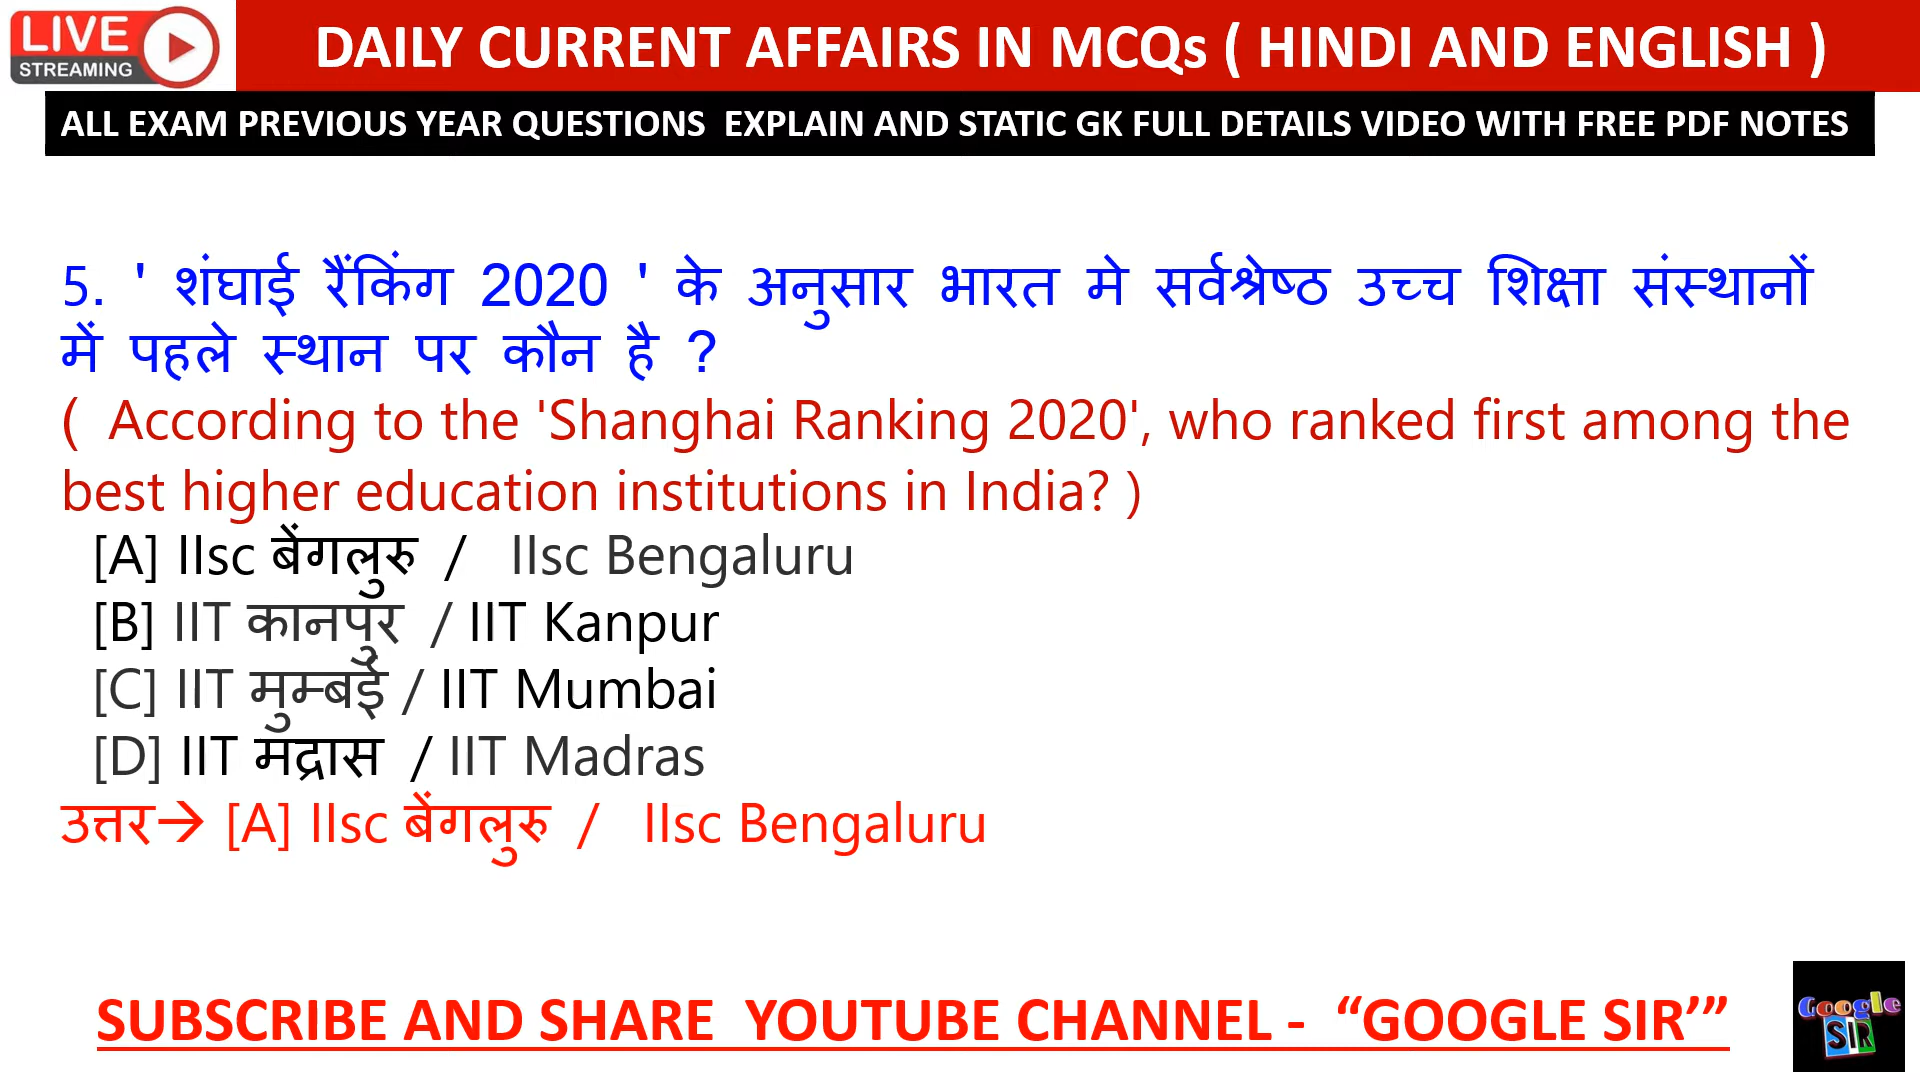 LIVE
STREAMING
DAILY CURRENT AFFAIRS IN MCQs ( HINDI AND ENGLISH )
ALL EXAM PREVIOUS YEAR QUESTIONS EXPLAIN AND STATIC GK FULL DETAILS VIDEO WITH FREE PDF NOTES
5. ' शंघाई रैंकिंग 2020 ' के अनुसार भारत मे सर्वश्रेष्ठ उच्च शिक्षा संस्थानों
में पहले स्थान पर कौन है ?
( According to the 'Shanghai Ranking 2020', who ranked first among the
best higher education institutions in India? )
[A] IIsc बेंगलुरु / IIsc Bengaluru
[B] IIT कानपुर / IIT Kanpur
[C] IIT मुम्बई / IIT Mumbai
[D] IIT मद्रास / IIT Madras
उत्तर→ [A] IIsc बेंगलुरु / IIsc Bengaluru
SUBSCRIBE AND SHARE YOUTUBE CHANNEL - “GOOGLE SIR’”
Google
SIR